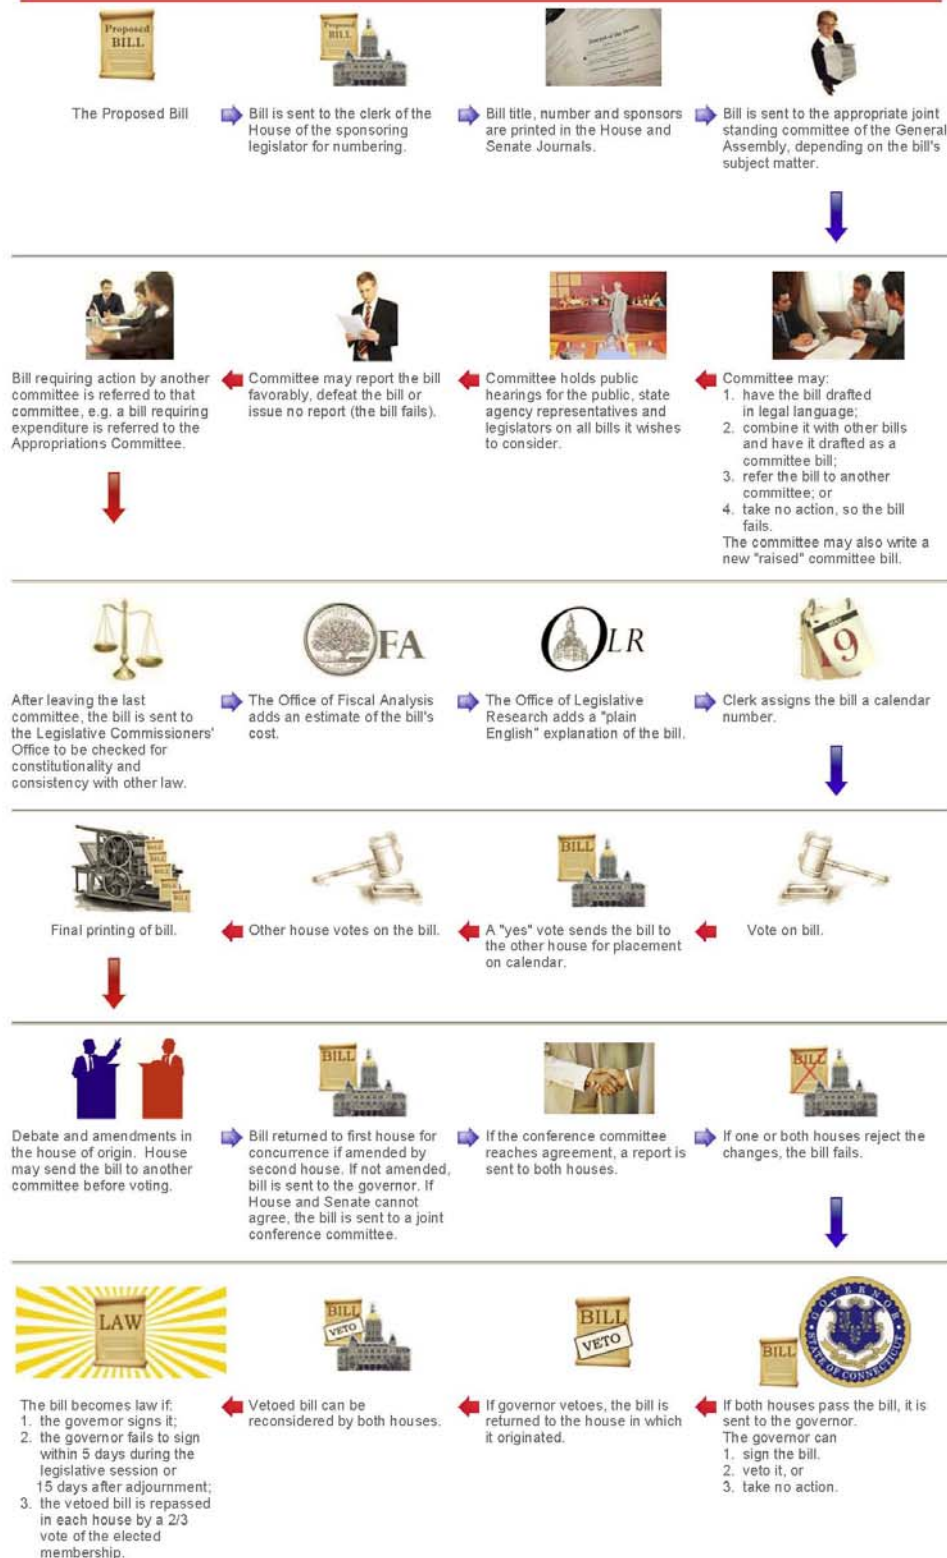 Proposed
BILL
Proposed
BILL
Journal of the Senate
The Proposed Bill
Bill is sent to the clerk of the
House of the sponsoring
legislator for numbering.
Bill title, number and sponsors
are printed in the House and
Senate Journals.
Bill is sent to the appropriate joint
standing committee of the General
Assembly, depending on the bill's
subject matter.
Committee may:
1. have the bill drafted
in legal language;
2. combine it with other bills
and have it drafted as a
committee bill;
3. refer the bill to another
committee; or
4. take no action, so the bill
fails.
The committee may also write a
new "raised" committee bill.
Committee holds public
hearings for the public, state
agency representatives and
legislators on all bills it wishes
to consider.
Committee may report the bill
favorably, defeat the bill or
issue no report (the bill fails).
Bill requiring action by another
committee is referred to that
committee, e.g. a bill requiring
expenditure is referred to the
Appropriations Committee.
OFA
OLR
9
After leaving the last
committee, the bill is sent to
the Legislative Commissioners'
Office to be checked for
constitutionality and
consistency with other law.
The Office of Fiscal Analysis
adds an estimate of the bill's
cost.
The Office of Legislative
Research adds a "plain
English" explanation of the bill.
Clerk assigns the bill a calendar
number.
BILL
Vote on bill.
A "yes" vote sends the bill to
the other house for placement
on calendar.
Other house votes on the bill.
BILL
BILL
BILL
BILL
BILL
Final printing of bill.
Debate and amendments in
the house of origin. House
may send the bill to another
committee before voting.
BILL
Bill returned to first house for
concurrence if amended by
second house. If not amended,
bill is sent to the governor. If
House and Senate cannot
agree, the bill is sent to a joint
conference committee.
If the conference committee
reaches agreement, a report is
sent to both houses.
BILL
If one or both houses reject the
changes, the bill fails.
GOVERNOR
STATE OF CONNECTICUT
BILL
If both houses pass the bill, it is
sent to the governor.
The governor can
1. sign the bill.
2. veto it, or
3. take no action.
BILL
VETO
If governor vetoes, the bill is
returned to the house in which
it originated.
BILL
VETO
Vetoed bill can be
reconsidered by both houses.
LAW
The bill becomes law if:
1. the governor signs it;
2. the governor fails to sign
within 5 days during the
legislative session or
15 days after adjournment;
3. the vetoed bill is repassed
in each house by a 2/3
vote of the elected
membership.